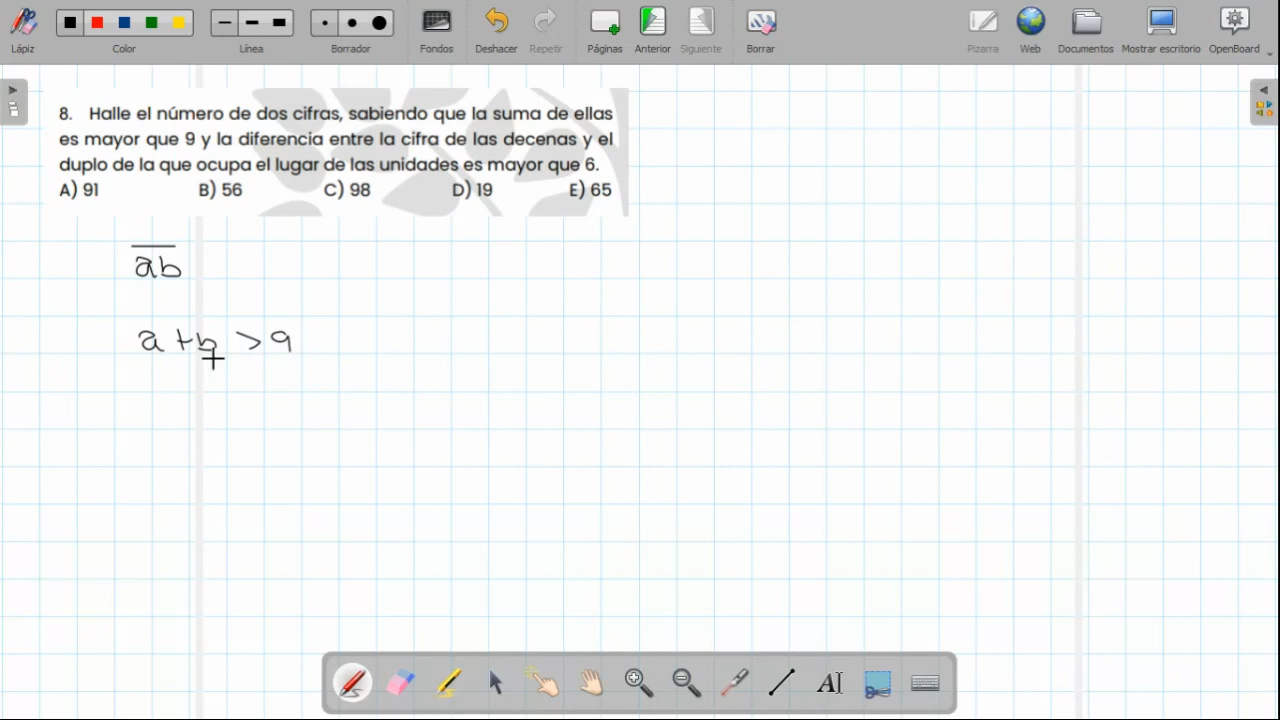 Lápiz Color Línea Borrador Fondos Deshacer Repetir Páginas Anterior Siguiente Borrar Pizarra Web Documentos Mostrar escritorio OpenBoard
8. Halle el número de dos cifras, sabiendo que la suma de ellas
es mayor que 9 y la diferencia entre la cifra de las decenas y el
duplo de la que ocupa el lugar de las unidades es mayor que 6.
A) 91 B) 56 C) 98 D) 19 E) 65
ab
a + b > 9